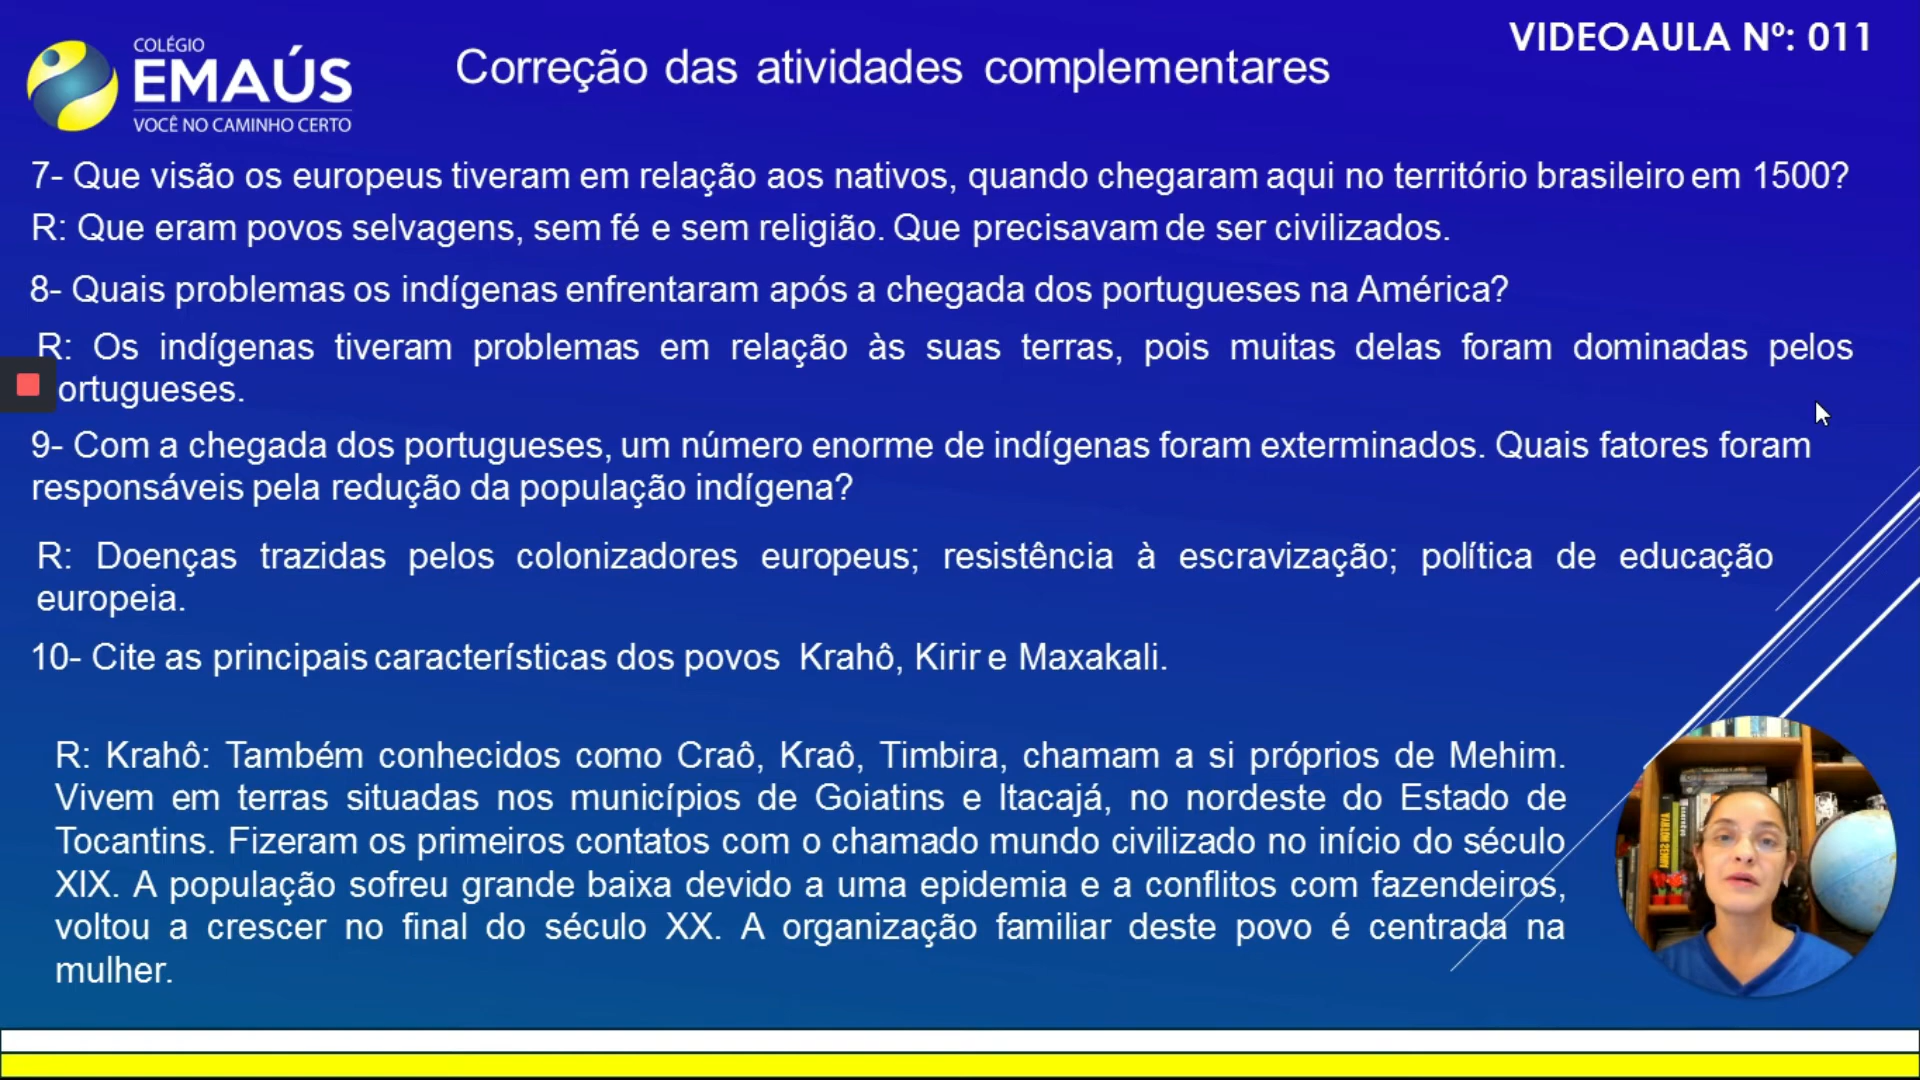 COLÉGIO
EMAÚS
VOCÊ NO CAMINHO CERTO
Correção das atividades complementares
VIDEOAULA Nº: 011
7- Que visão os europeus tiveram em relação aos nativos, quando chegaram aqui no território brasileiro em 1500?
R: Que eram povos selvagens, sem fé e sem religião. Que precisavam de ser civilizados.
8- Quais problemas os indígenas enfrentaram após a chegada dos portugueses na América?
R: Os indígenas tiveram problemas em relação às suas terras, pois muitas delas foram dominadas pelos
ortugueses.
9- Com a chegada dos portugueses, um número enorme de indígenas foram exterminados. Quais fatores foram
responsáveis pela redução da população indígena?
R: Doenças trazidas pelos colonizadores europeus; resistência à escravização; política de educação
europeia.
10- Cite as principais características dos povos Krahô, Kirir e Maxakali.
R: Krahô: Também conhecidos como Craô, Kraô, Timbira, chamam a si próprios de Mehim.
Vivem em terras situadas nos municípios de Goiatins e Itacajá, no nordeste do Estado de
Tocantins. Fizeram os primeiros contatos com o chamado mundo civilizado no início do século
XIX. A população sofreu grande baixa devido a uma epidemia e a conflitos com fazendeiros,
voltou a crescer no final do século XX. A organização familiar deste povo é centrada na
mulher.